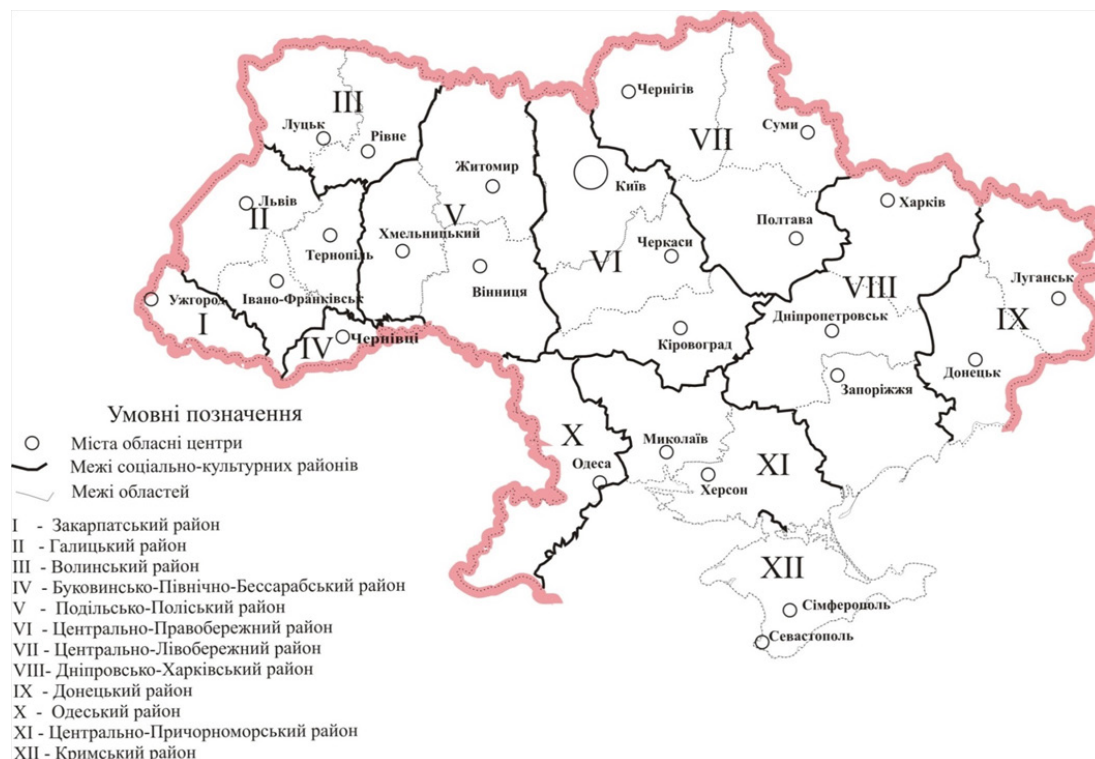 Чернігів
VII
Суми
III
Луцьк
Рівне
Житомир
Київ
Харків
Львів
II
V
Полтава
Тернопіль
Хмельницький
Черкаси
VI
Вінниця
Луганськ
Ужгород
Івано-Франківськ
VIII
I
IX
Дніпропетровськ
IV
Чернівці
Кіровоград
Донецьк
Запоріжжя
X
Миколаїв
Одеса
XI
Херсон
XII
Сімферополь
Севастополь
Умовні позначення
Міста обласні центри
Межі соціально-культурних районів
Межі областей
I - Закарпатський район
II - Галицький район
III - Волинський район
IV - Буковинсько-Північно-Бессарабський район
V - Подільсько-Поліський район
VI - Центрально-Правобережний район
VII - Центрально-Лівобережний район
VIII- Дніпровсько-Харківський район
IX - Донецький район
X - Одеський район
XI - Центрально-Причорноморський район
XII - Кримський район